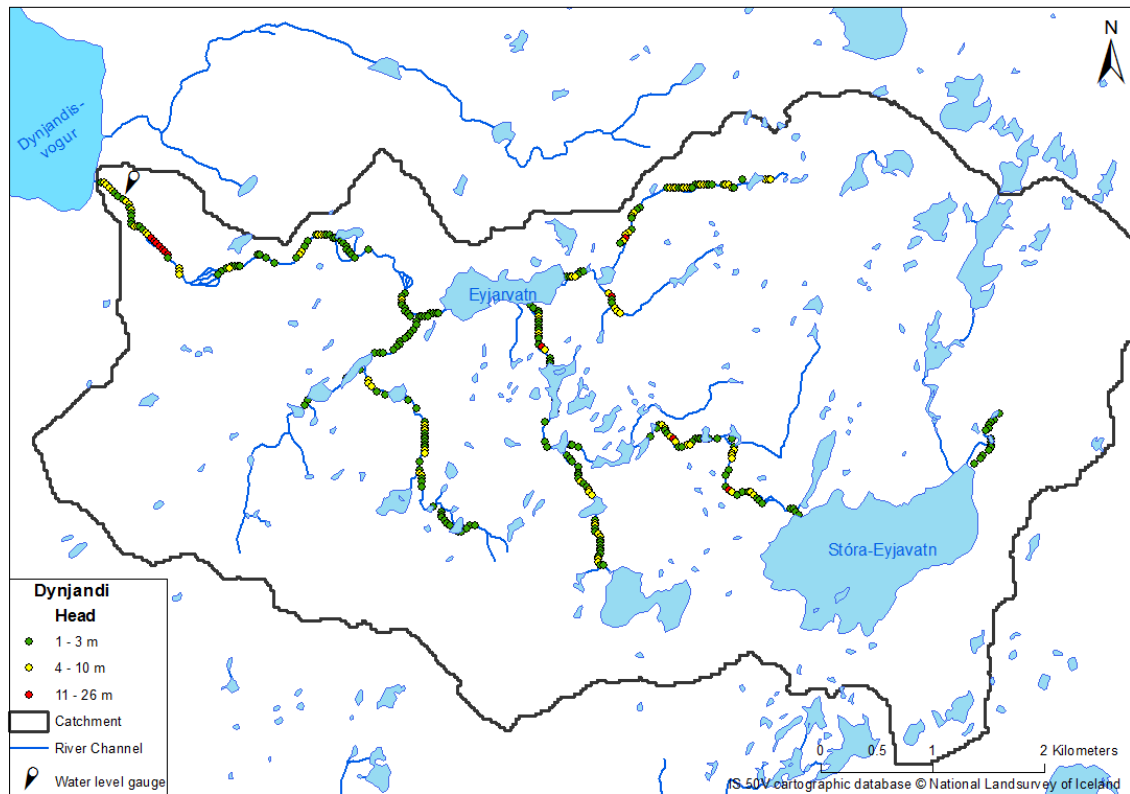 N
Dynjandis-
vogur
Eyjarvatn
Stóra-Eyjavatn
Dynjandi
Head
1 - 3 m
4 - 10 m
11 - 26 m
Catchment
River Channel
Water level gauge
0 0.5 1 2 Kilometers
IS 50V cartographic database © National Landsurvey of Iceland